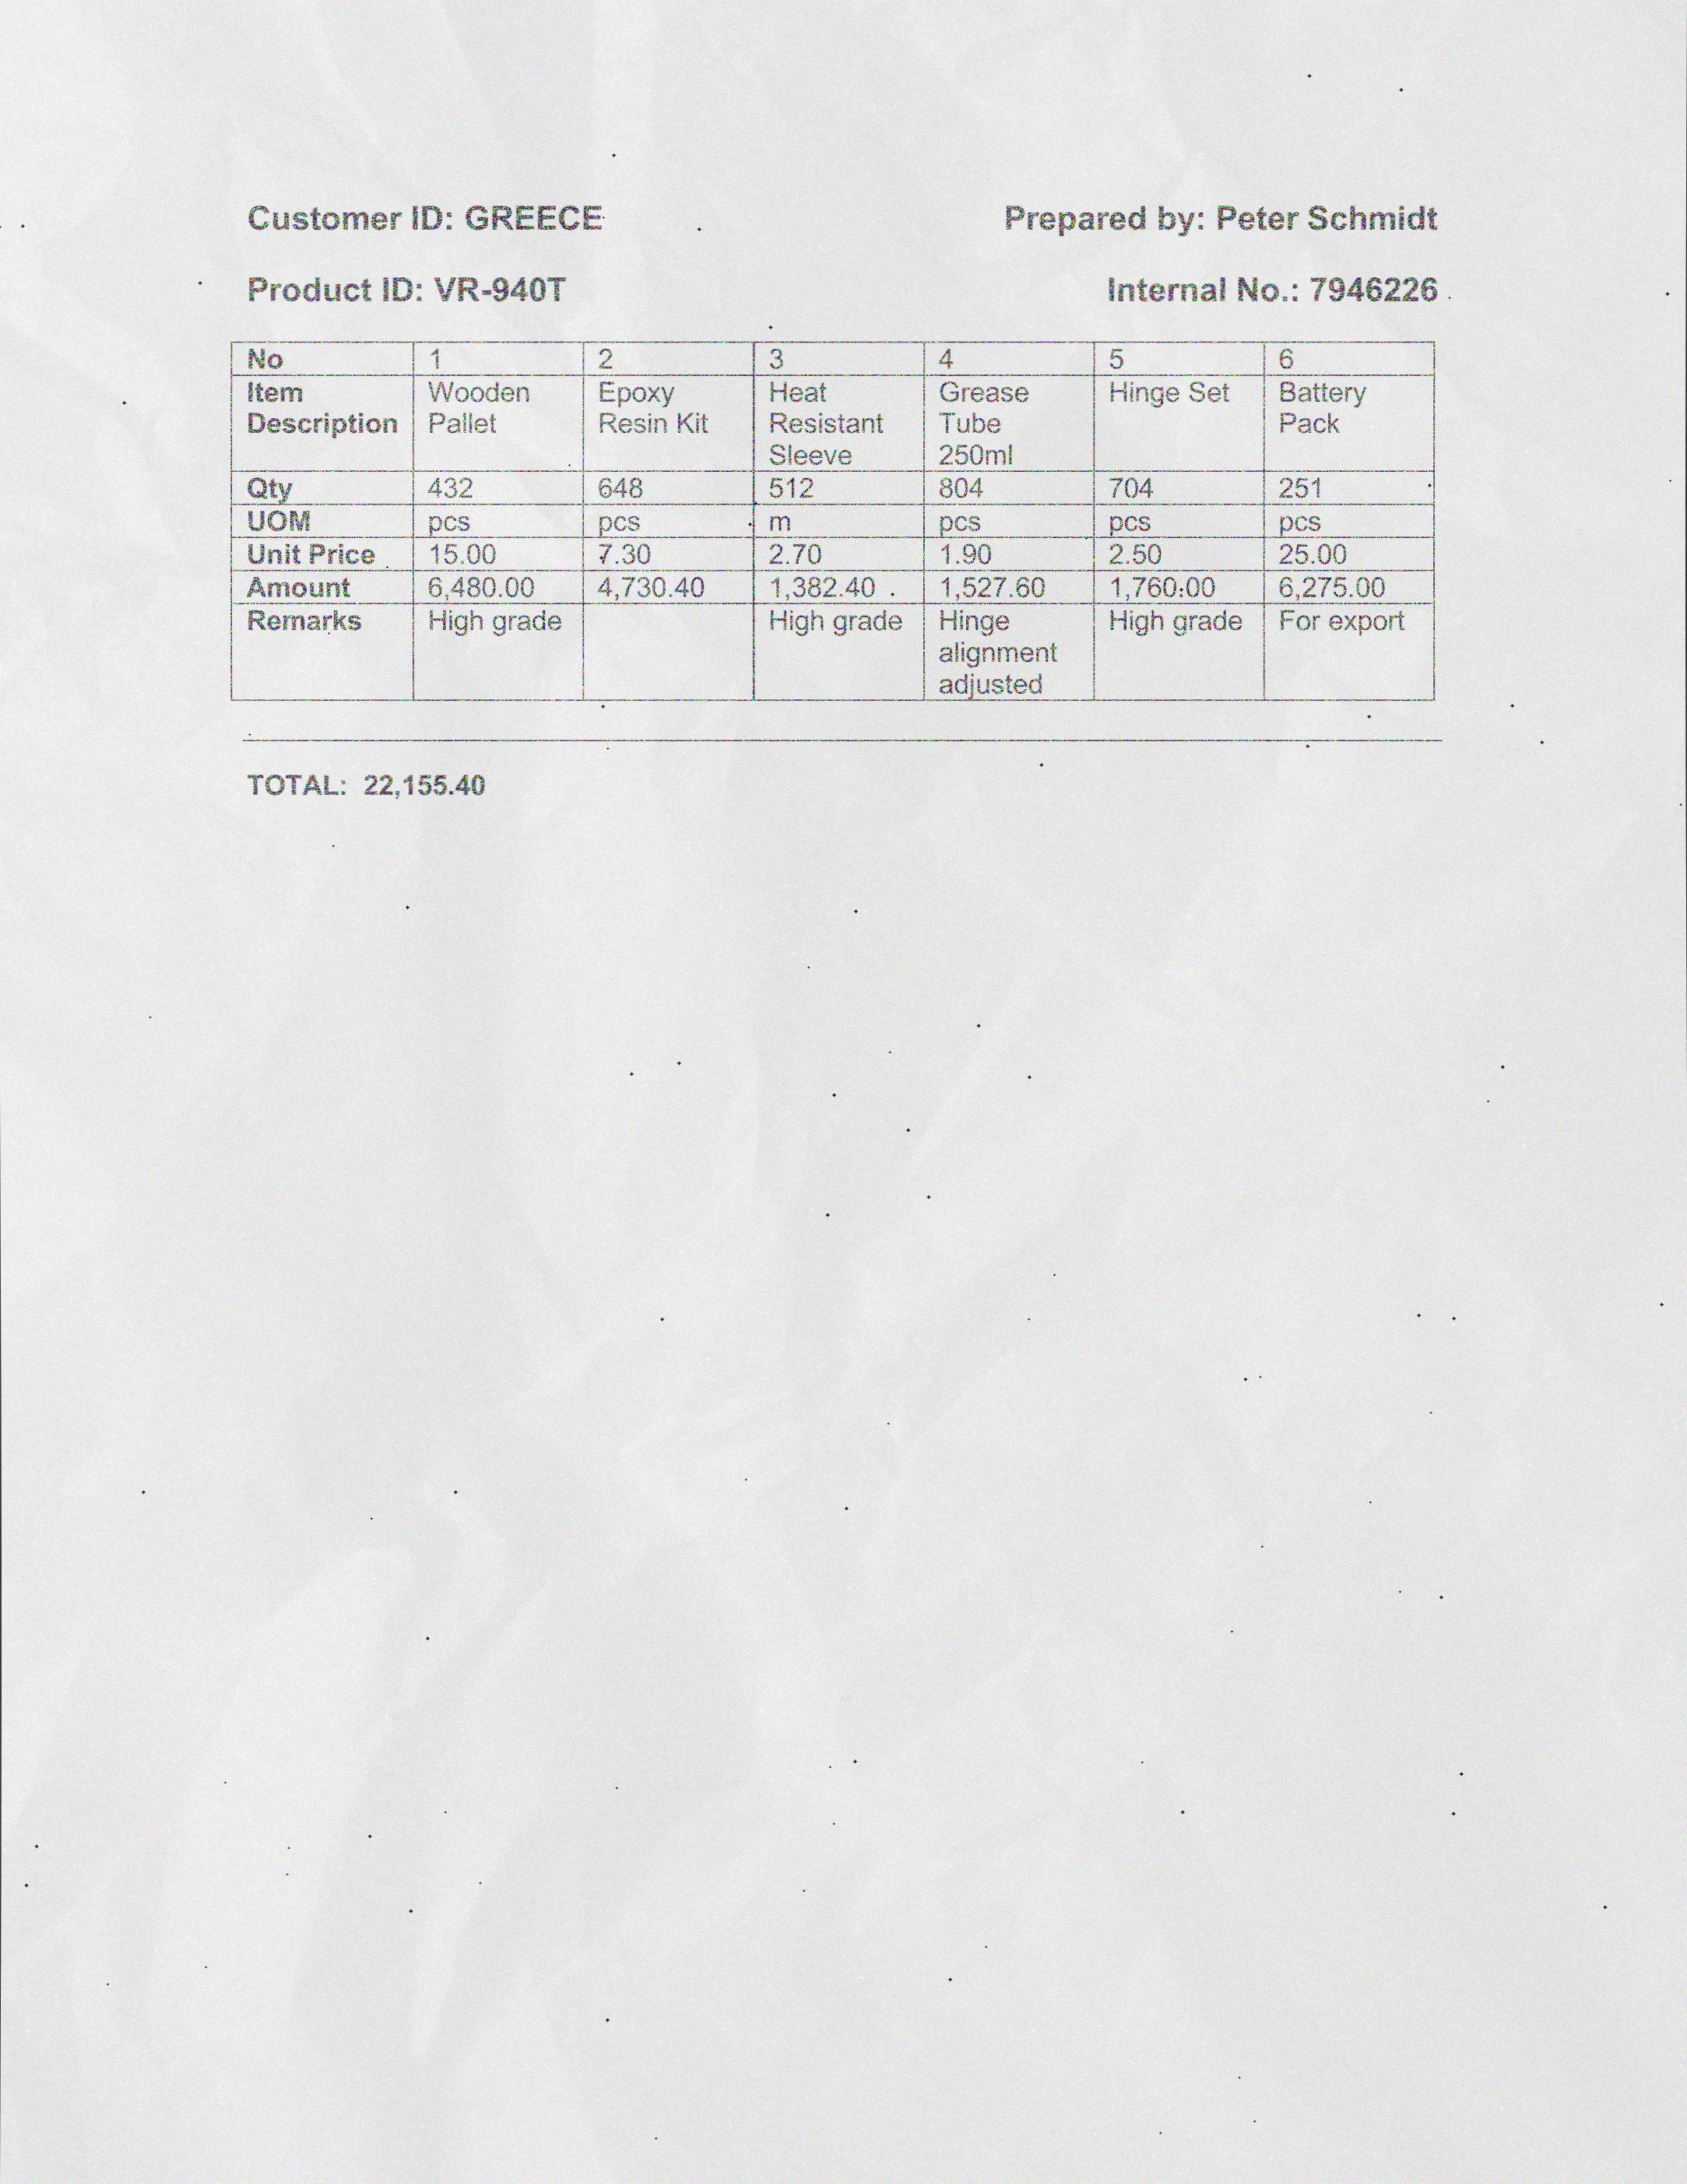 Customer ID: GREECE Prepared by: Peter Schmidt
Product ID: VR-940T Internal No.: 7946226
No 1 2 3 4 5 6
Item Wooden Epoxy Heat Grease Hinge Set Battery
Description Pallet Resin Kit Resistant Tube Pack
Sleeve 250ml
Qty 432 648 512 804 704 251
UOM pcs pcs m pcs pcs pcs
Unit Price 15.00 7.30 2.70 1.90 2.50 25.00
Amount 6,480.00 4,730.40 1,382.40 1,527.60 1,760.00 6,275.00
Remarks High grade High grade Hinge High grade For export
alignment
adjusted
TOTAL: 22,155.40